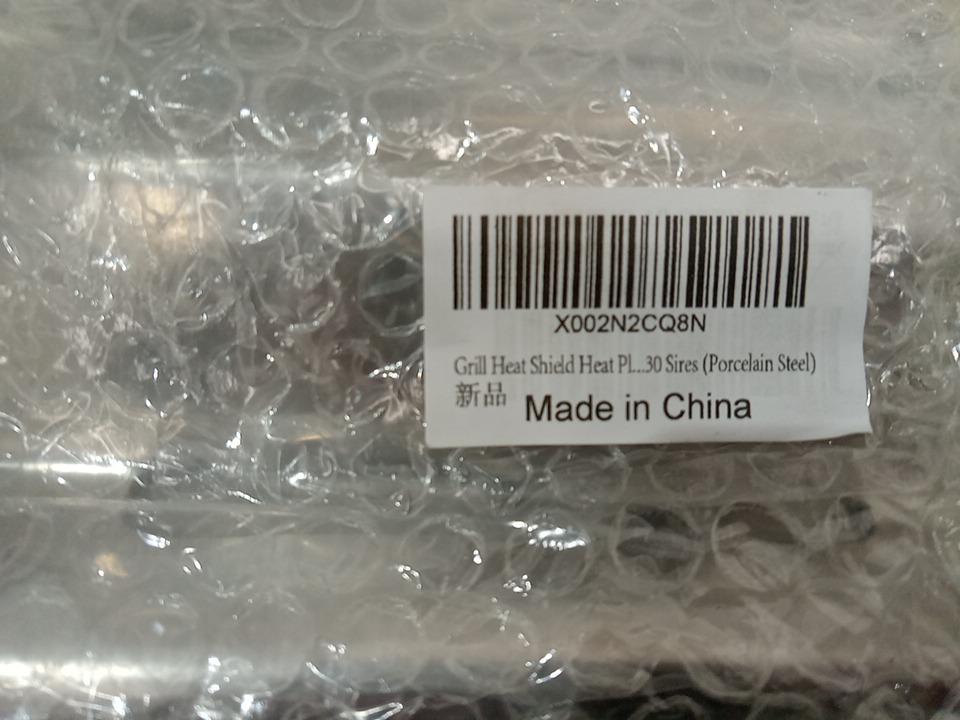 X002N2CQ8N
Grill Heat Shield Heat Pl...30 Sires (Porcelain Steel)
新品
Made in China